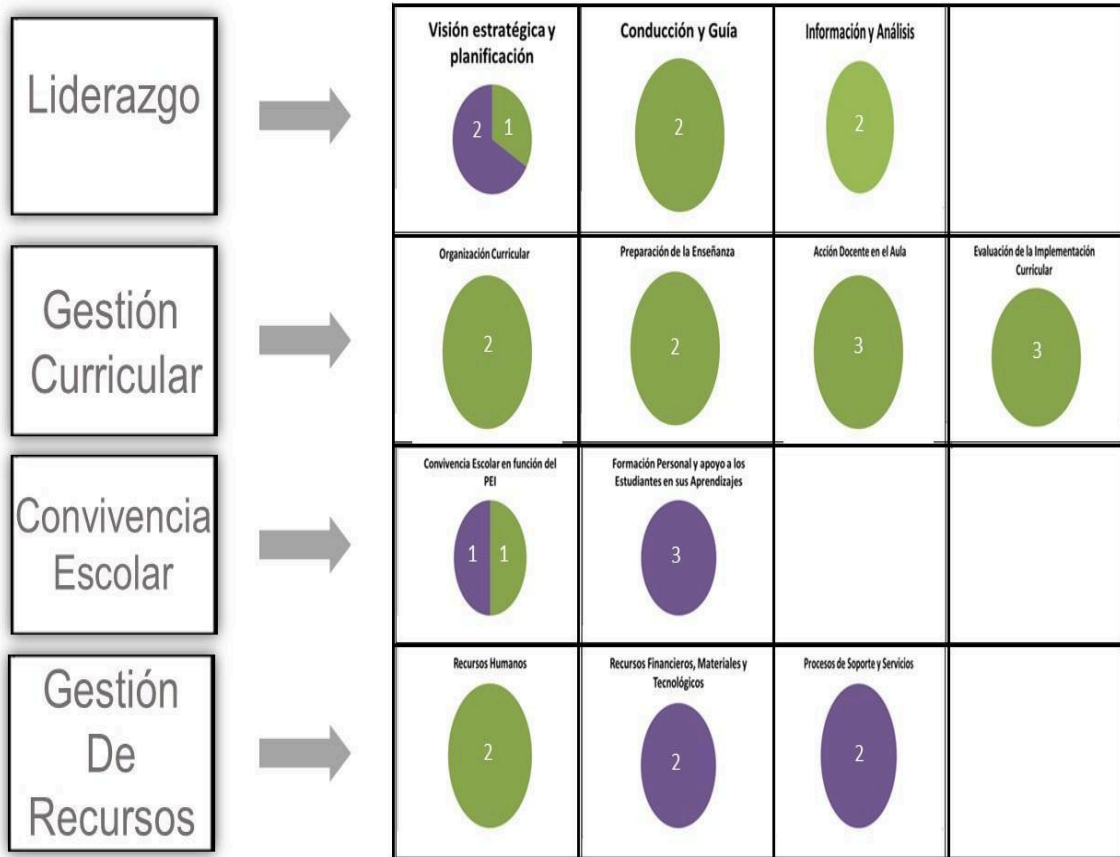 Liderazgo
Visión estratégica y
planificación
2
1
Conducción y Guía
2
Información y Análisis
2
Gestión
Curricular
Organización Curricular
2
Preparación de la Enseñanza
2
Acción Docente en el Aula
3
Evaluación de la Implementación
Curricular
3
Convivencia
Escolar
Convivencia Escolar en función del
PEI
1
1
Formación Personal y apoyo a los
Estudiantes en sus Aprendizajes
3
Gestión
De
Recursos
Recursos Humanos
2
Recursos Financieros, Materiales y
Tecnológicos
2
Procesos de Soporte y Servicios
2